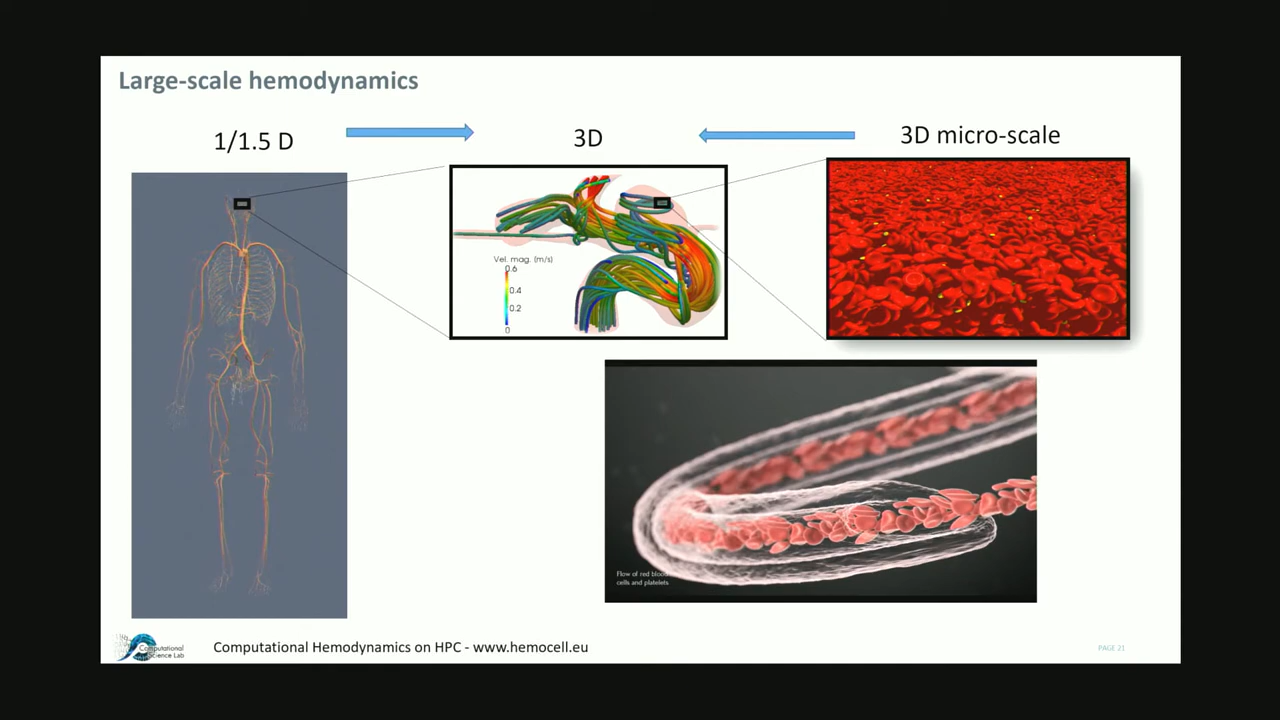 Large-scale hemodynamics
1/1.5 D
3D
3D micro-scale
Vel. mag. (m/s)
0.6
0.4
0.2
0
Flow of red blood
cells and platelets
Computational
Science Lab
Computational Hemodynamics on HPC - www.hemocell.eu
PAGE 21